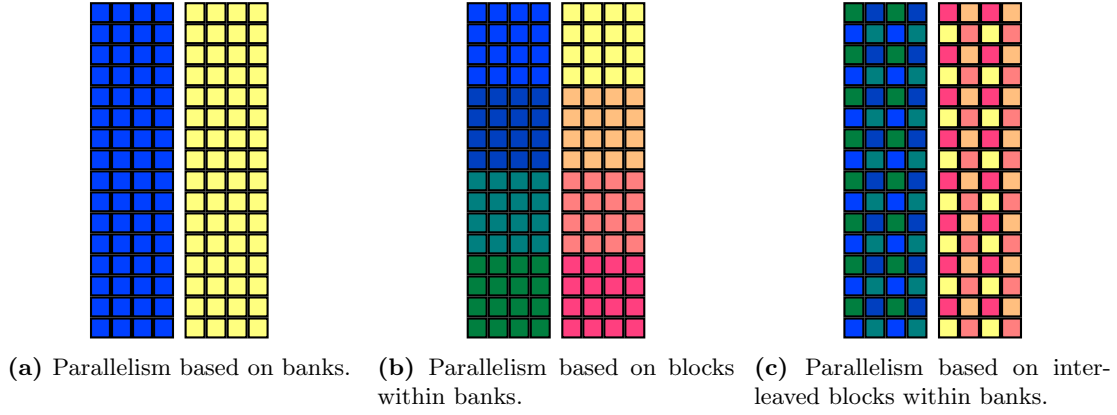 (a) Parallelism based on banks.
(b) Parallelism based on blocks
within banks.
(c) Parallelism based on inter-
leaved blocks within banks.